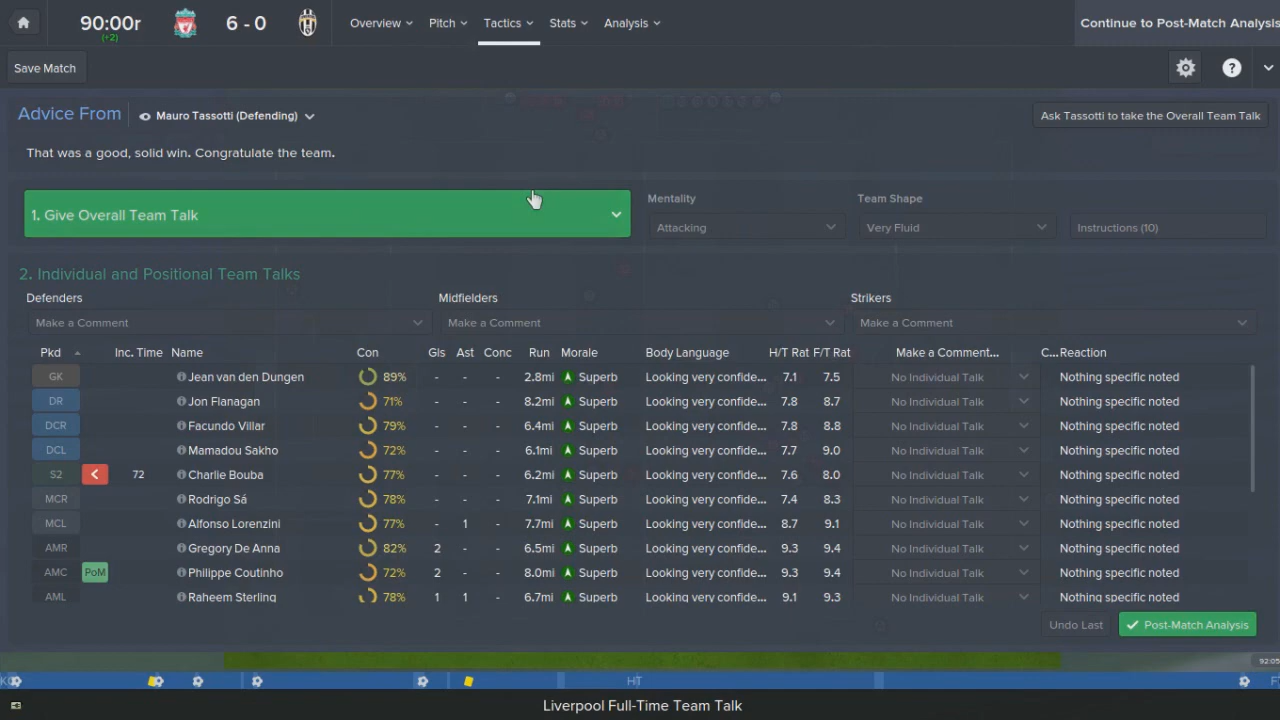 90:00r
(+2)
6 - 0
Overview
Pitch
Tactics
Stats
Analysis
Continue to Post-Match Analysis
Save Match
?
Advice From
Mauro Tassotti (Defending)
Ask Tassotti to take the Overall Team Talk
That was a good, solid win. Congratulate the team.
1. Give Overall Team Talk
Mentality
Team Shape
Attacking
Very Fluid
Instructions (10)
2. Individual and Positional Team Talks
Defenders
Midfielders
Strikers
Make a Comment
Make a Comment
Make a Comment
Pkd Inc. Time Name Con Gls Ast Conc Run Morale Body Language H/T Rat F/T Rat Make a Comment... C... Reaction
GK Jean van den Dungen 89% - - - 2.8mi Superb Looking very confide... 7.1 7.5 No Individual Talk Nothing specific noted
DR Jon Flanagan 71% - - - 8.2mi Superb Looking very confide... 7.8 8.7 No Individual Talk Nothing specific noted
DCR Facundo Villar 79% - - - 6.4mi Superb Looking very confide... 7.8 8.8 No Individual Talk Nothing specific noted
DCL Mamadou Sakho 72% - - - 6.1mi Superb Looking very confide... 7.7 9.0 No Individual Talk Nothing specific noted
S2 72 Charlie Bouba 77% - - - 6.2mi Superb Looking very confide... 7.6 8.0 No Individual Talk Nothing specific noted
MCR Rodrigo Sá 78% - - - 7.1mi Superb Looking very confide... 7.4 8.3 No Individual Talk Nothing specific noted
MCL Alfonso Lorenzini 77% - 1 - 7.7mi Superb Looking very confide... 8.7 9.1 No Individual Talk Nothing specific noted
AMR Gregory De Anna 82% 2 - - 6.5mi Superb Looking very confide... 9.3 9.4 No Individual Talk Nothing specific noted
AMC PoM Philippe Coutinho 72% 2 - - 8.0mi Superb Looking very confide... 9.3 9.4 No Individual Talk Nothing specific noted
AML Raheem Sterling 78% 1 1 - 6.7mi Superb Looking very confide... 9.1 9.3 No Individual Talk Nothing specific noted
Undo Last
Post-Match Analysis
92:05
HT
Liverpool Full-Time Team Talk